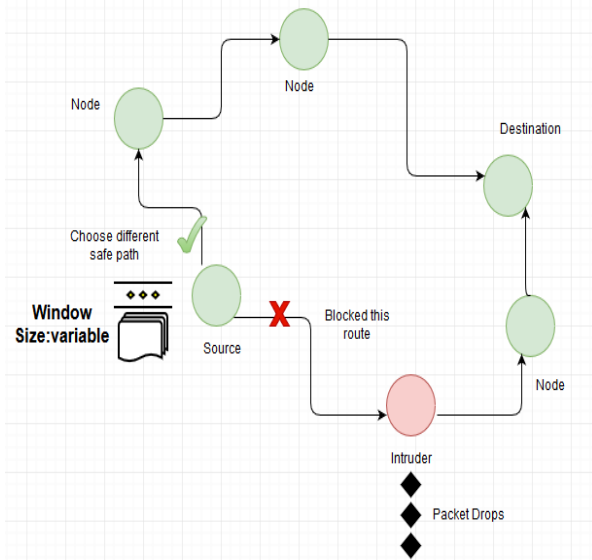 Node
Node
Destination
Choose different
safe path
Window
Size:variable
Source
Blocked this
route
Node
Intruder
Packet Drops